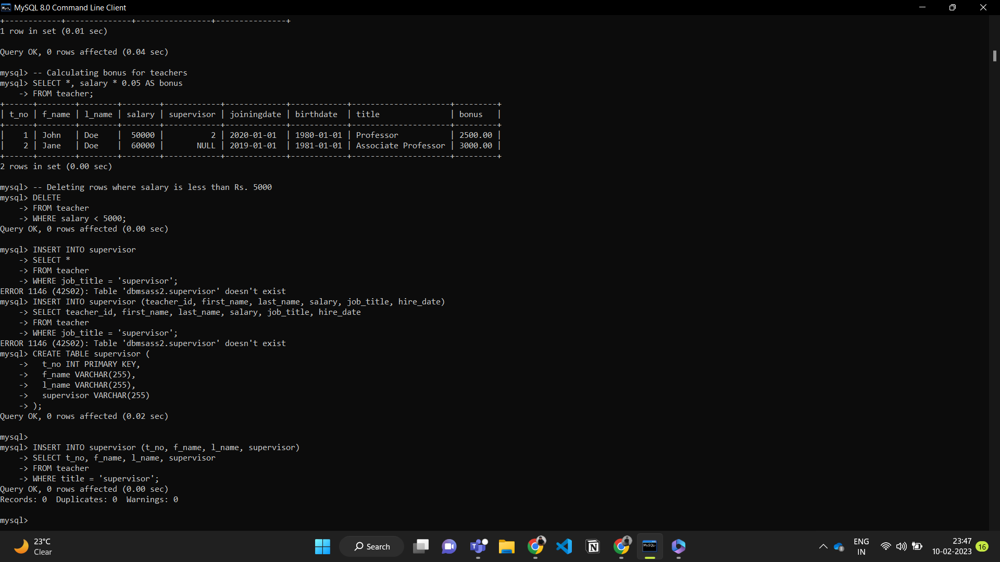 MySQL 8.0 Command Line Client
+------------+--------------+----------------+---------------+
1 row in set (0.01 sec)
Query OK, 0 rows affected (0.04 sec)
mysql> -- Calculating bonus for teachers
mysql> SELECT *, salary * 0.05 AS bonus
    -> FROM teacher;
+------+--------+--------+--------+------------+-------------+------------+---------------------+---------+
| t_no | f_name | l_name | salary | supervisor | joiningdate | birthdate  | title               | bonus   |
+------+--------+--------+--------+------------+-------------+------------+---------------------+---------+
|    1 | John   | Doe    |  50000 |          2 | 2020-01-01  | 1980-01-01 | Professor           | 2500.00 |
|    2 | Jane   | Doe    |  60000 |       NULL | 2019-01-01  | 1981-01-01 | Associate Professor | 3000.00 |
+------+--------+--------+--------+------------+-------------+------------+---------------------+---------+
2 rows in set (0.00 sec)
mysql> -- Deleting rows where salary is less than Rs. 5000
mysql> DELETE
    -> FROM teacher
    -> WHERE salary < 5000;
Query OK, 0 rows affected (0.00 sec)
mysql> INSERT INTO supervisor
    -> SELECT *
    -> FROM teacher
    -> WHERE job_title = 'supervisor';
ERROR 1146 (42S02): Table 'dbmsass2.supervisor' doesn't exist
mysql> INSERT INTO supervisor (teacher_id, first_name, last_name, salary, job_title, hire_date)
    -> SELECT teacher_id, first_name, last_name, salary, job_title, hire_date
    -> FROM teacher
    -> WHERE job_title = 'supervisor';
ERROR 1146 (42S02): Table 'dbmsass2.supervisor' doesn't exist
mysql> CREATE TABLE supervisor (
    ->   t_no INT PRIMARY KEY,
    ->   f_name VARCHAR(255),
    ->   l_name VARCHAR(255),
    ->   supervisor VARCHAR(255)
    -> );
Query OK, 0 rows affected (0.02 sec)
mysql>
mysql> INSERT INTO supervisor (t_no, f_name, l_name, supervisor)
    -> SELECT t_no, f_name, l_name, supervisor
    -> FROM teacher
    -> WHERE title = 'supervisor';
Query OK, 0 rows affected (0.00 sec)
Records: 0  Duplicates: 0  Warnings: 0
mysql>
23°C
Clear
Search
ENG
IN
23:47
10-02-2023
16